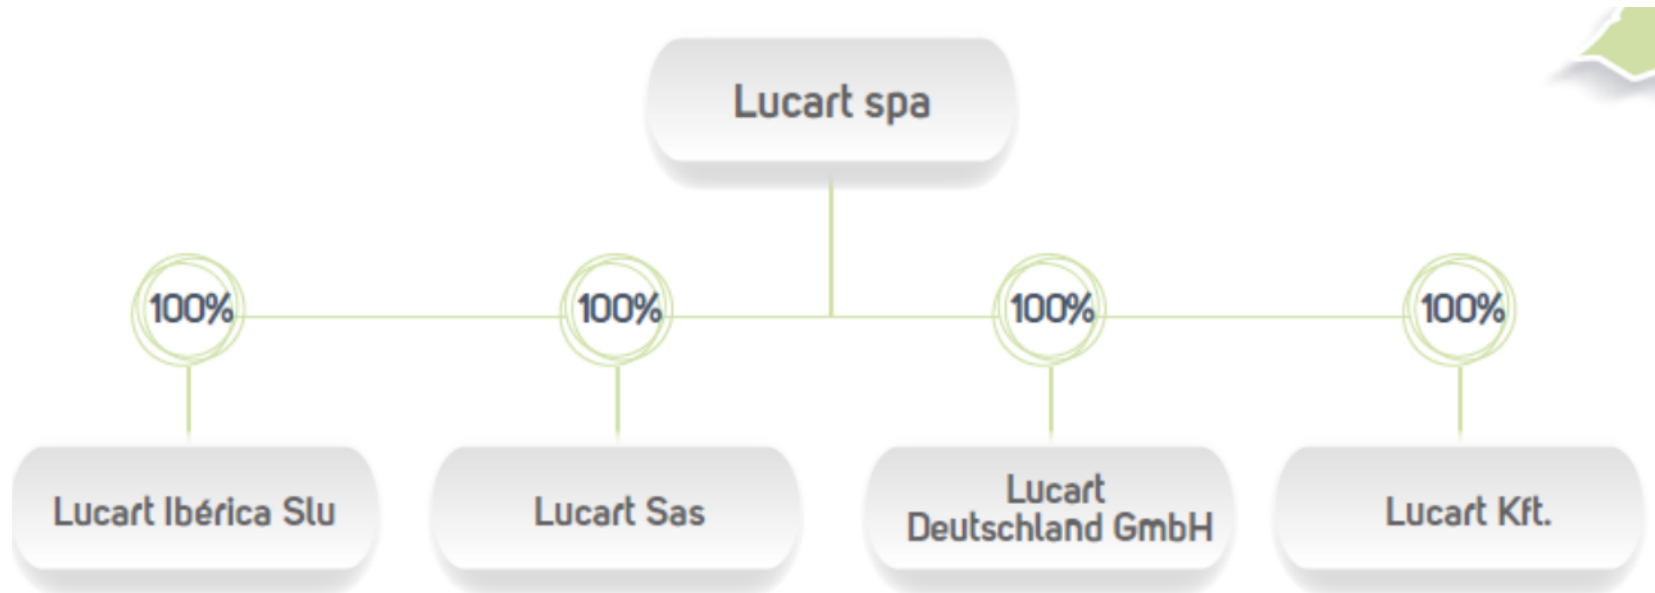 Lucart spa
100%
100%
100%
100%
Lucart Ibérica Slu
Lucart Sas
Lucart
Deutschland GmbH
Lucart Kft.